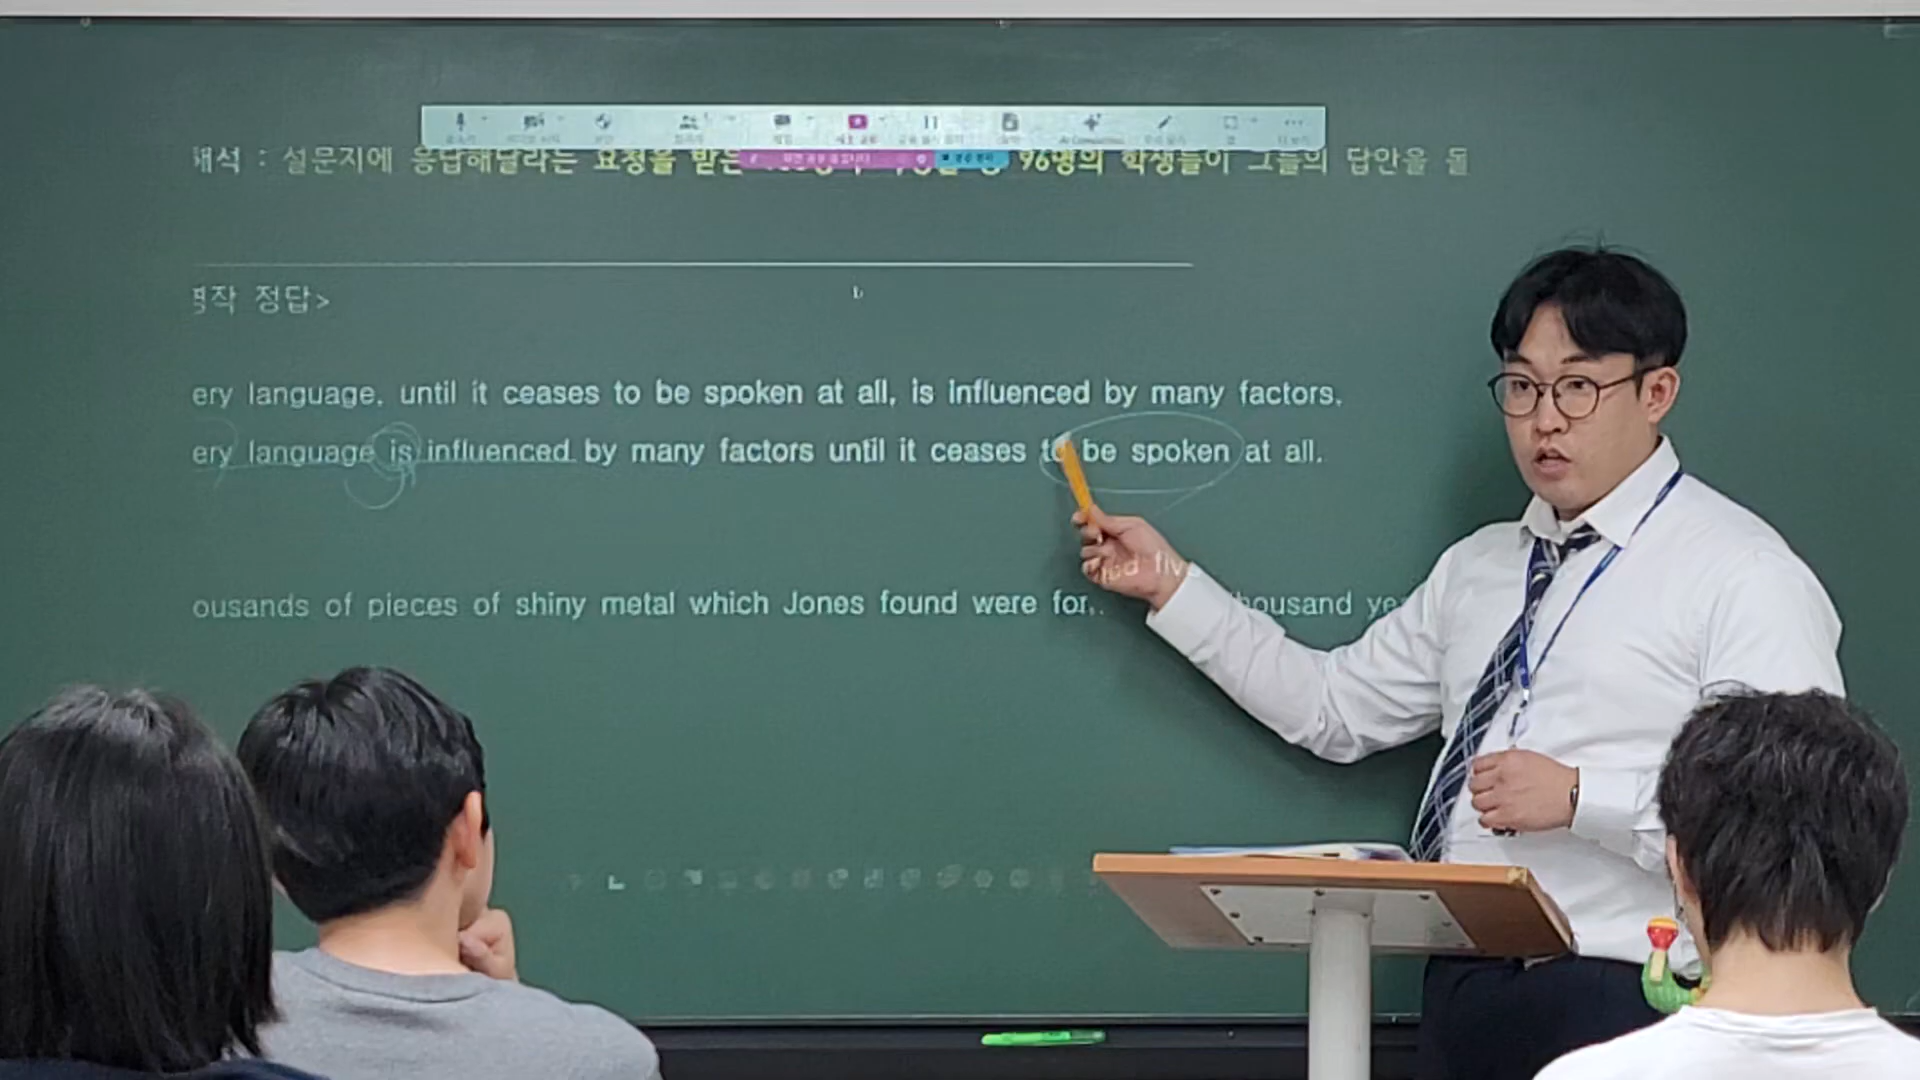 해석 : 설문지에 응답해달라는 요청을 받은 96명의 학생들이 그들의 답안을 돌
영작 정답>
ery language, until it ceases to be spoken at all, is influenced by many factors.
ery language is influenced by many factors until it ceases to be spoken at all.
ousands of pieces of shiny metal which Jones found were for housand ye